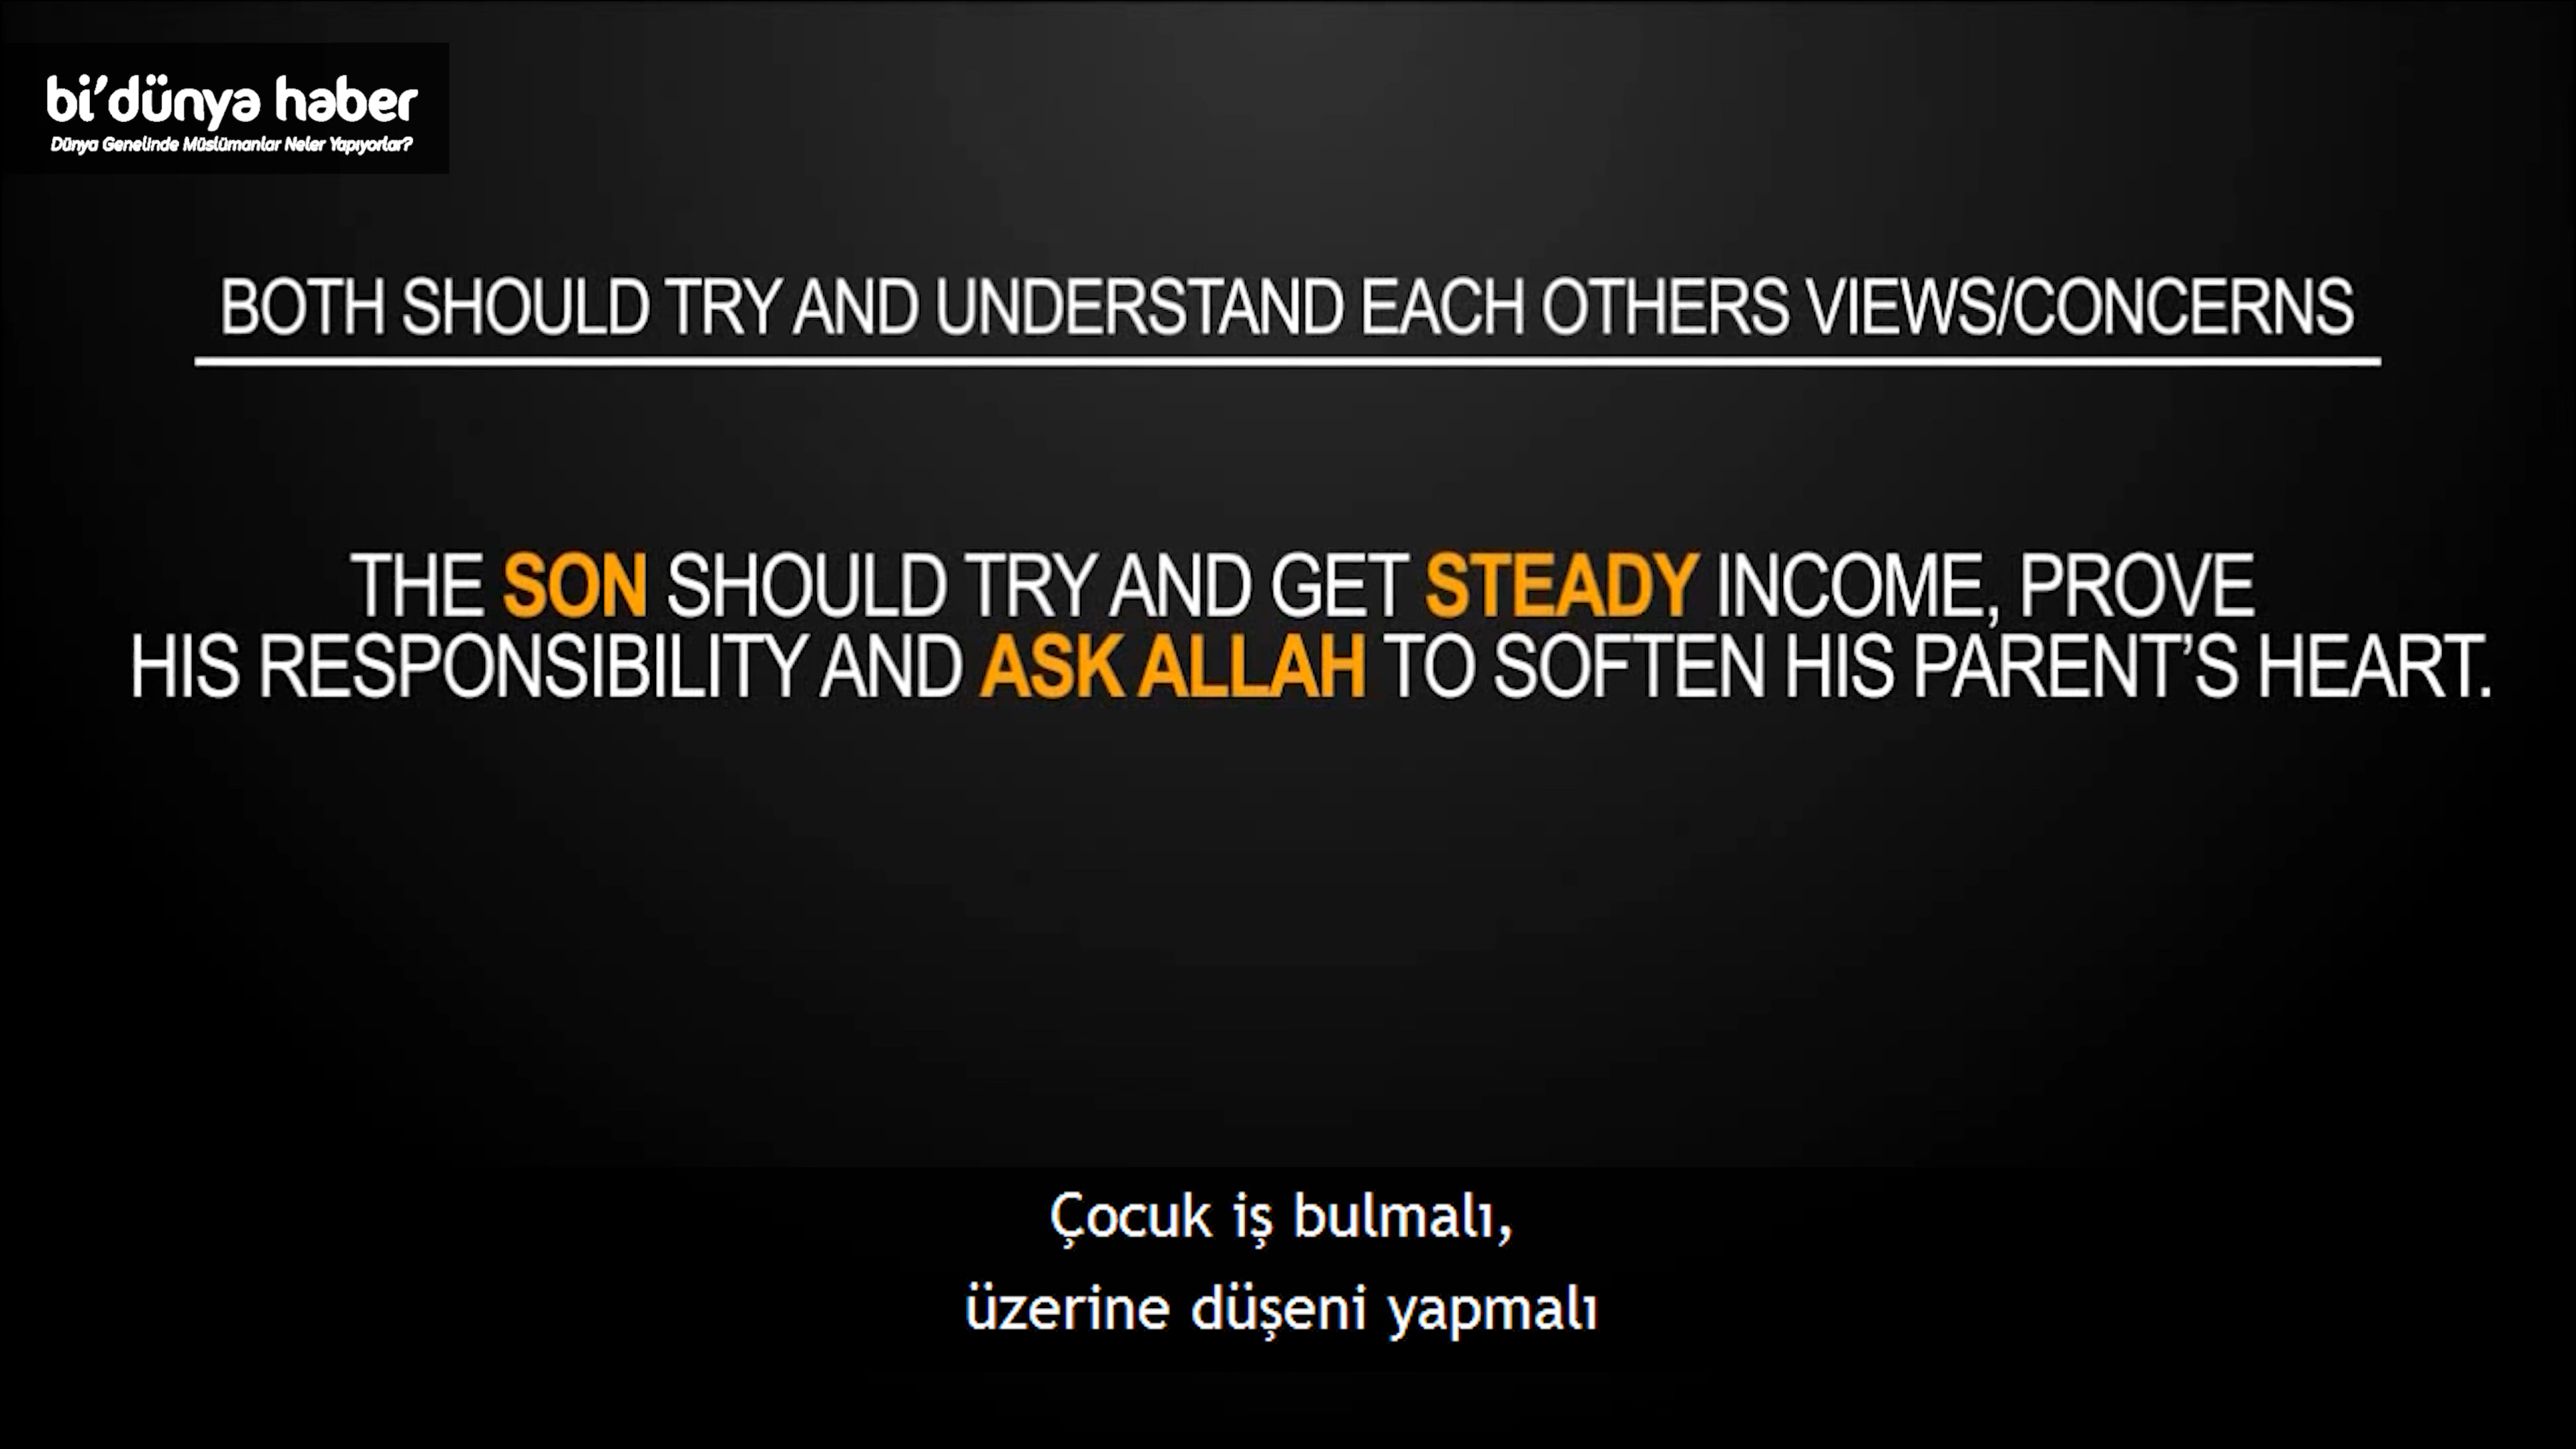 bi'dünya haber
Dünya Genelinde Müslümanlar Neler Yapıyorlar?
BOTH SHOULD TRY AND UNDERSTAND EACH OTHERS VIEWS/CONCERNS
THE SON SHOULD TRY AND GET STEADY INCOME, PROVE
HIS RESPONSIBILITY AND ASK ALLAH TO SOFTEN HIS PARENT'S HEART.
Çocuk iş bulmalı,
üzerine düşeni yapmalı